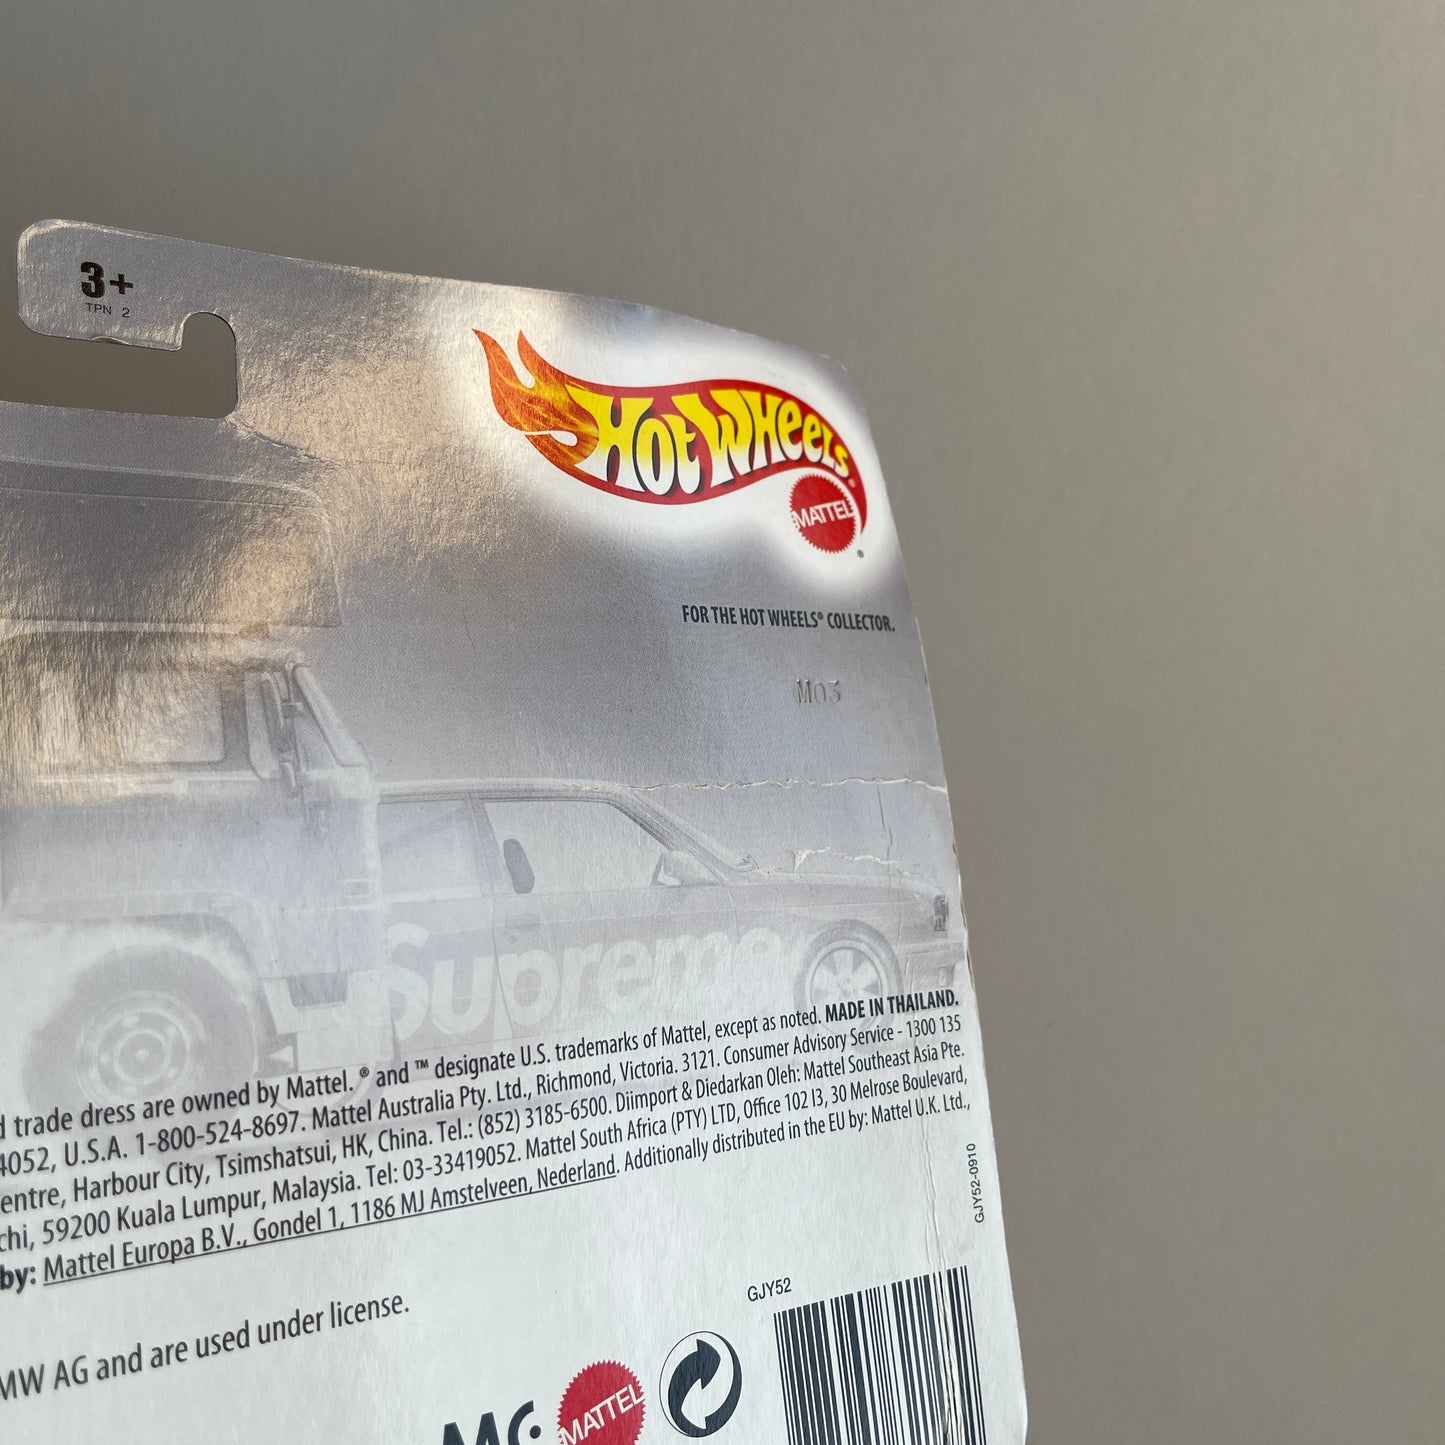 3+
TPN 2
HOT WHEELS®
MATTEL
®
FOR THE HOT WHEELS® COLLECTOR.
M03
Supreme
trade dress are owned by Mattel. ® and ™ designate U.S. trademarks of Mattel, except as noted. MADE IN THAILAND.
4052, U.S.A. 1-800-524-8697. Mattel Australia Pty. Ltd., Richmond, Victoria. 3121. Consumer Advisory Service - 1300 135
entre, Harbour City, Tsimshatsui, HK, China. Tel.: (852) 3185-6500. Diimport & Diedarkan Oleh: Mattel Southeast Asia Pte.
chi, 59200 Kuala Lumpur, Malaysia. Tel: 03-33419052. Mattel South Africa (PTY) LTD, Office 102 I3, 30 Melrose Boulevard,
by: Mattel Europa B.V., Gondel 1, 1186 MJ Amstelveen, Nederland. Additionally distributed in the EU by: Mattel U.K. Ltd.,
GJY52-0910
MW AG and are used under license.
GJY52
MC
MATTEL